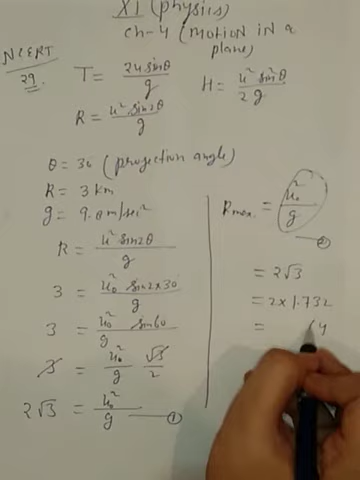 XI (physics)
Ch-4 (motion in a
plane)
NCERT
29
T = 2u sinθ / g
H = u² sin²θ / 2g
R = u² sin2θ / g
θ = 30 (projection angle)
R = 3 km
g = 9.8 m/sec²
R = u² sin2θ / g
3 = u₀² sin2×30 / g
3 = u₀² sin60 / g
3 = u₀² / g √3 / 2
2√3 = u₀² / g ①
Rmax. = u₀² / g ②
= 2√3
= 2×1.732
= 64